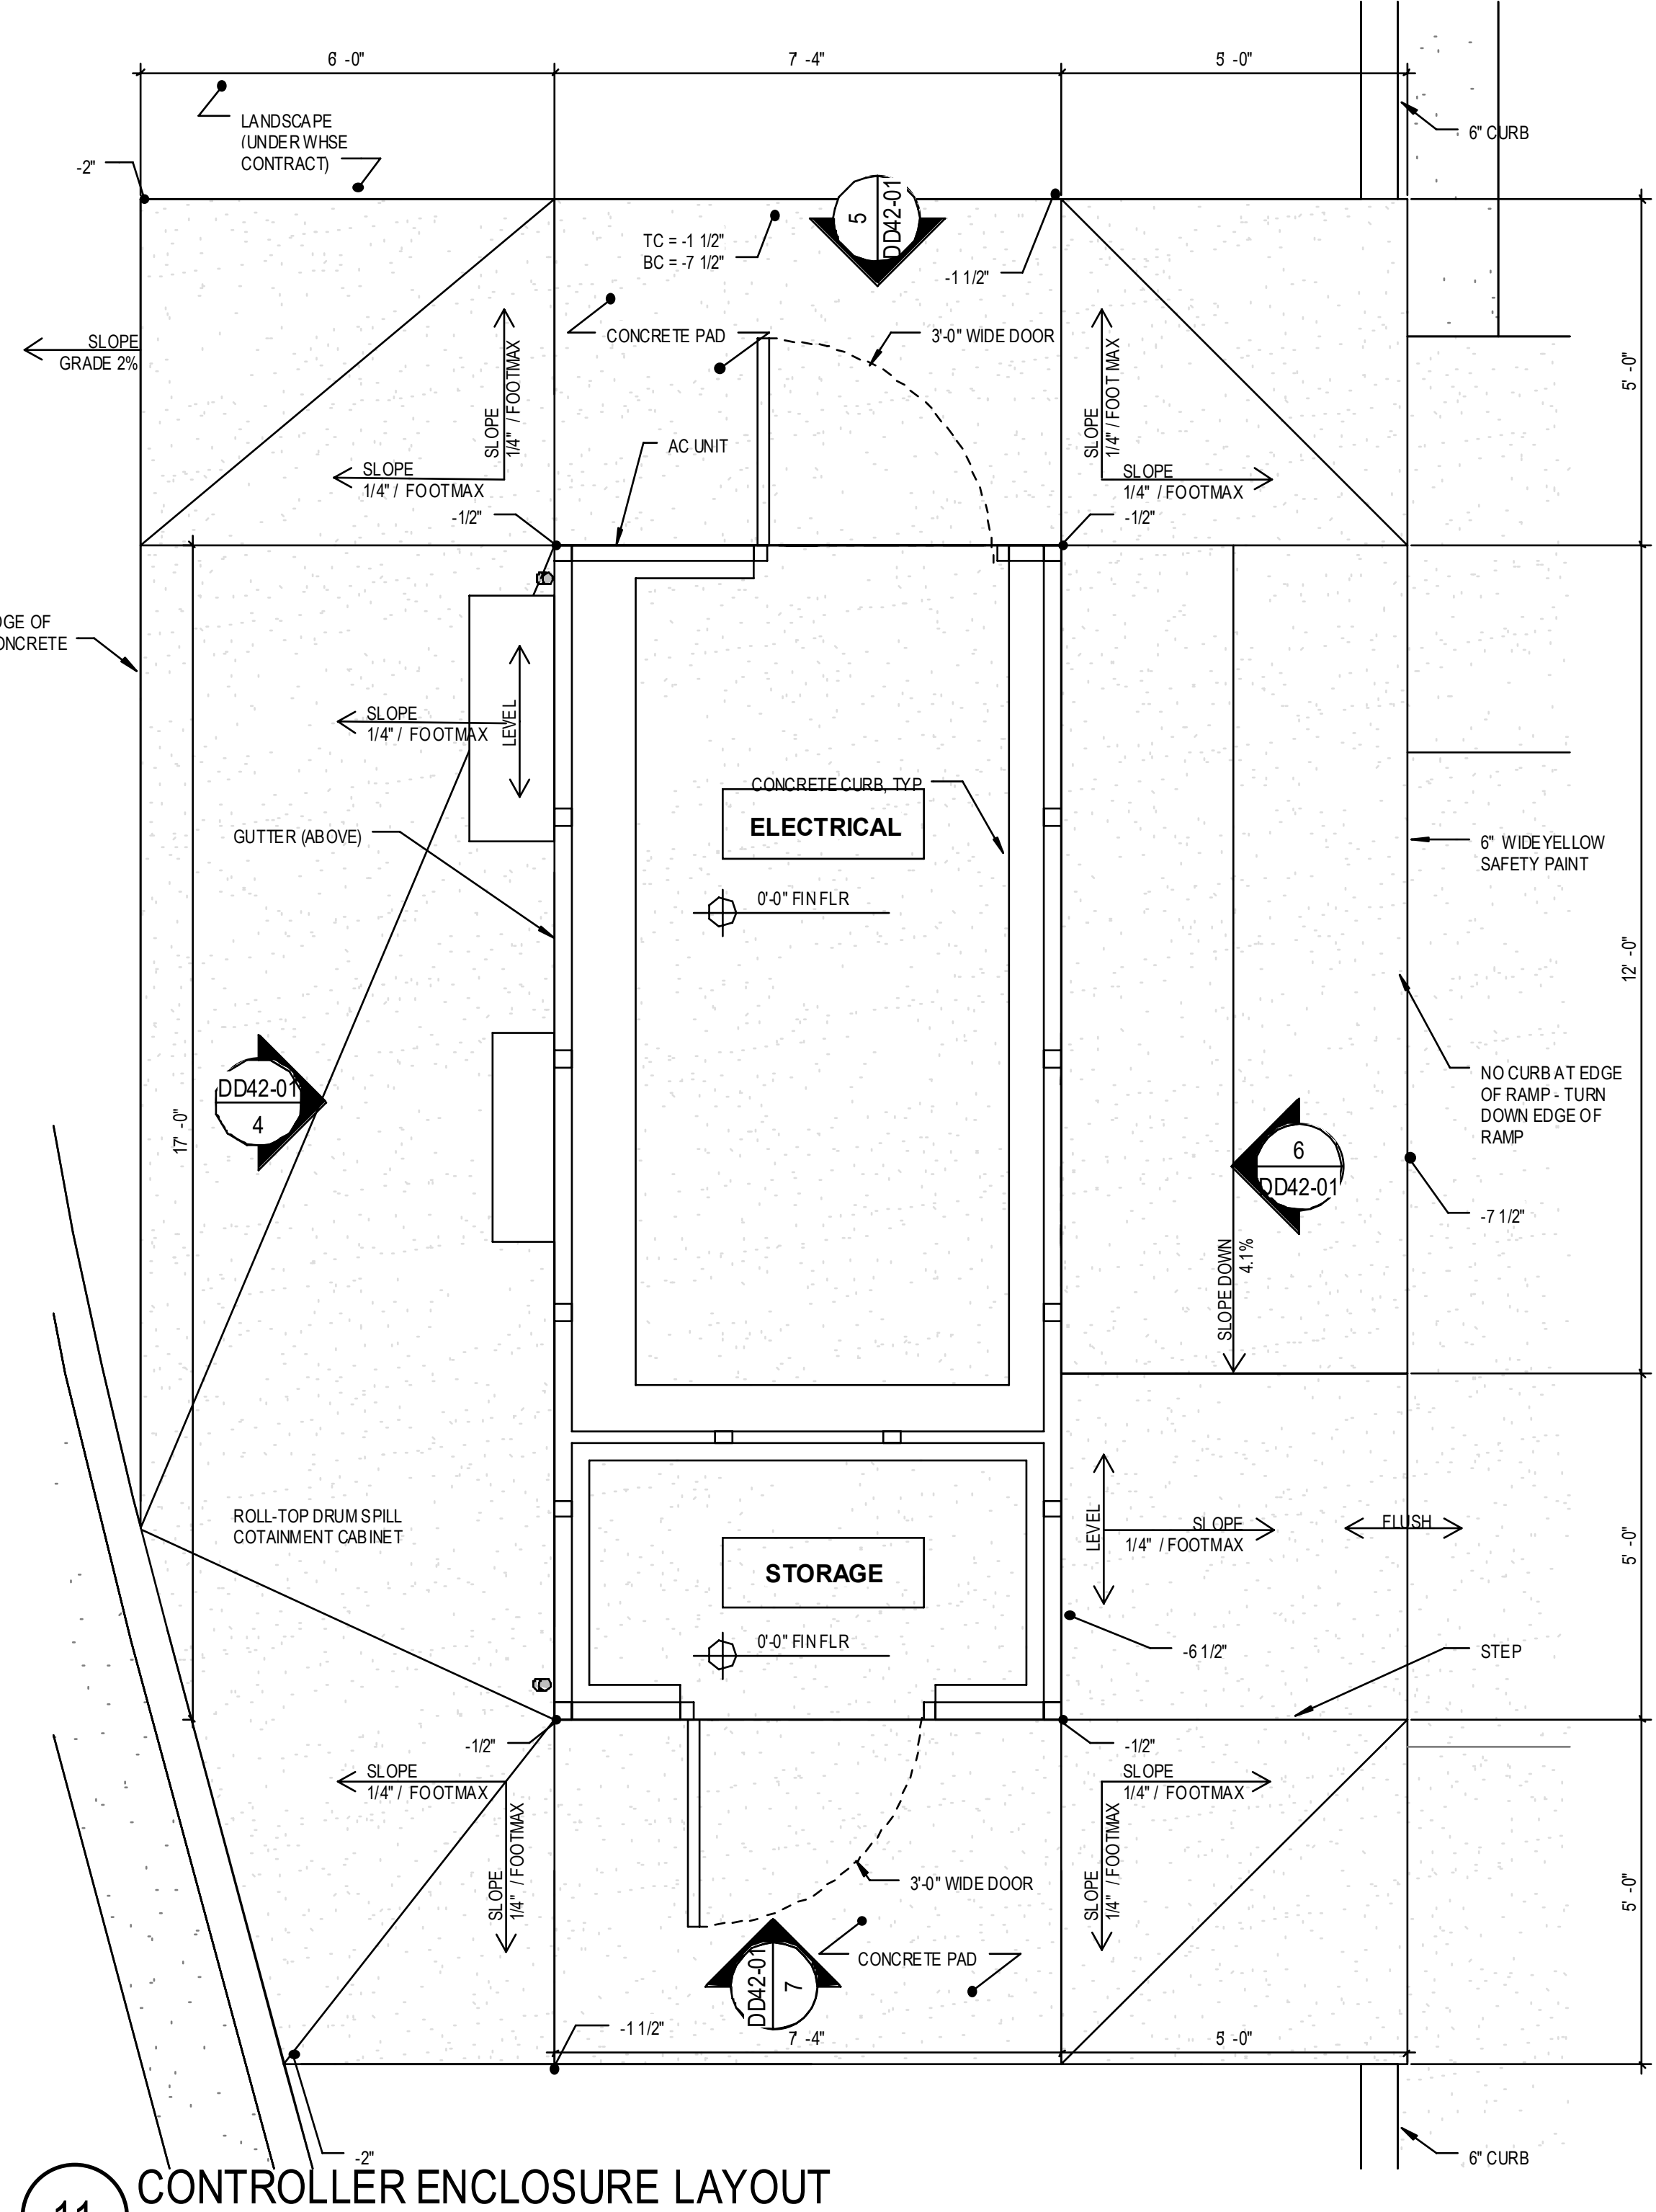 6 -0"
7 -4"
5 -0"
LANDSCAPE
(UNDER WHSE
CONTRACT)
6" CURB
-2"
5
DD42-01
TC = -1 1/2"
BC = -7 1/2"
-1 1/2"
SLOPE
GRADE 2%
CONCRETE PAD
3'-0" WIDE DOOR
5' -0"
SLOPE
1/4" / FOOTMAX
SLOPE
1/4" / FOOT MAX
AC UNIT
SLOPE
1/4" / FOOTMAX
SLOPE
1/4" / FOOTMAX
-1/2"
-1/2"
DGE OF
ONCRETE
SLOPE
1/4" / FOOTMAX
LEVEL
CONCRETE CURB, TYP
ELECTRICAL
GUTTER (ABOVE)
6" WIDE YELLOW
SAFETY PAINT
0'-0" FIN FLR
12' -0"
NO CURB AT EDGE
OF RAMP - TURN
DOWN EDGE OF
RAMP
DD42-01
4
17' -0"
6
DD42-01
-7 1/2"
SLOPE DOWN
4.1%
ROLL-TOP DRUM SPILL
COTAINMENT CABINET
LEVEL
SLOPE
1/4" / FOOTMAX
FLUSH
5' -0"
STORAGE
0'-0" FIN FLR
-6 1/2"
STEP
-1/2"
-1/2"
SLOPE
1/4" / FOOTMAX
SLOPE
1/4" / FOOTMAX
SLOPE
1/4" / FOOTMAX
SLOPE
1/4" / FOOTMAX
3'-0" WIDE DOOR
5' -0"
CONCRETE PAD
DD42-01
7
-1 1/2"
7 -4"
5 -0"
-2"
6" CURB
11
CONTROLLER ENCLOSURE LAYOUT